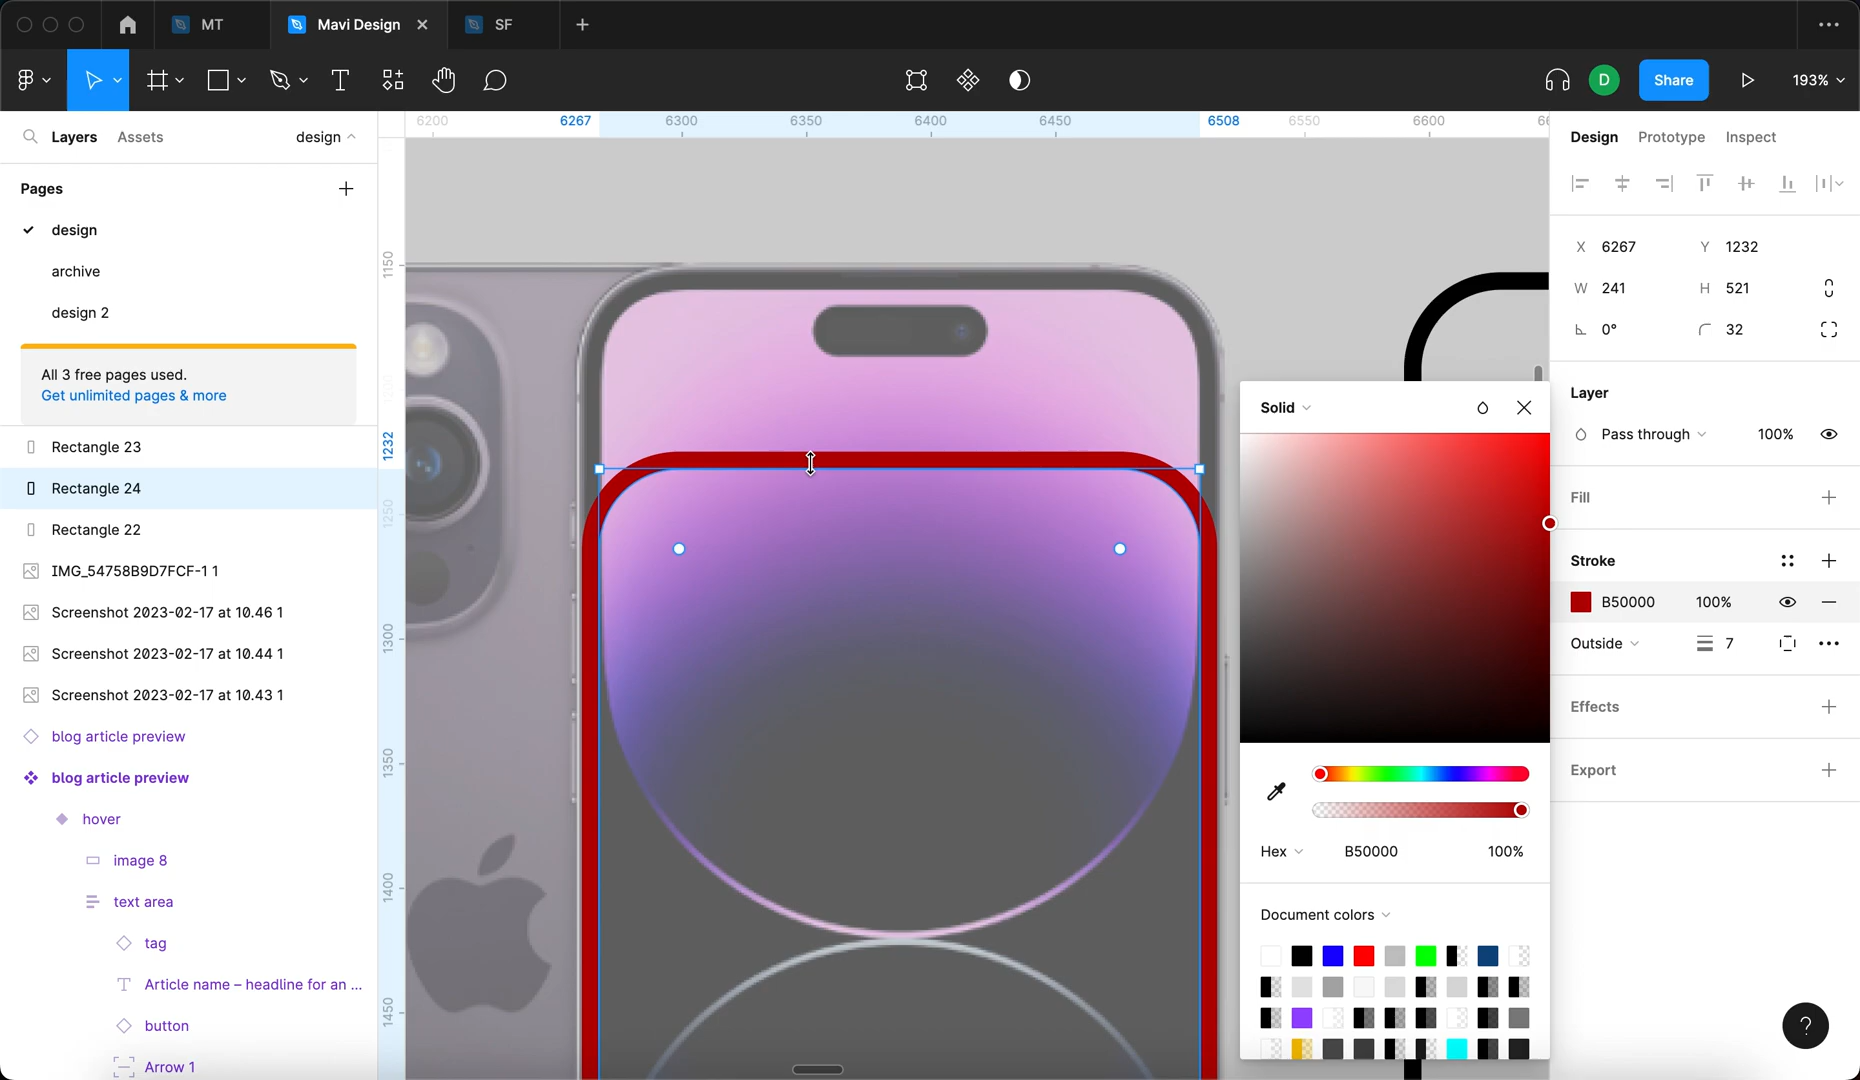 MT
Mavi Design
SF
D
Share
193%
Layers
Assets
design
Pages
design
archive
design 2
All 3 free pages used.
Get unlimited pages & more
Rectangle 23
Rectangle 24
Rectangle 22
IMG_54758B9D7FCF-1 1
Screenshot 2023-02-17 at 10.46 1
Screenshot 2023-02-17 at 10.44 1
Screenshot 2023-02-17 at 10.43 1
blog article preview
blog article preview
hover
image 8
text area
tag
Article name – headline for an ...
button
Arrow 1
6200
6267
6300
6350
6400
6450
6508
6550
6600
1150
1232
1250
1300
1350
1400
1450
Solid
Hex
B50000
100%
Document colors
Design
Prototype
Inspect
X 6267
Y 1232
W 241
H 521
0°
32
Layer
Pass through
100%
Fill
Stroke
B50000
100%
Outside
7
Effects
Export
?